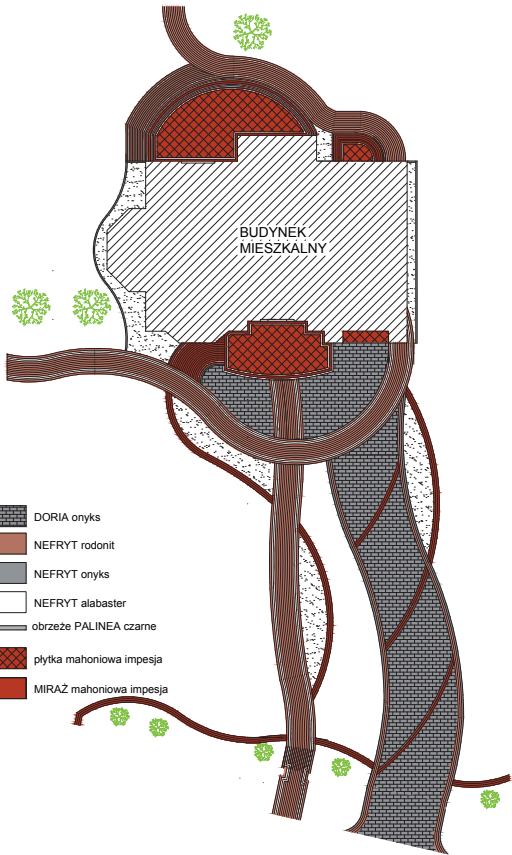 BUDYNEK
MIESZKALNY
DORIA onyks
NEFRYT rodonit
NEFRYT onyks
NEFRYT alabaster
obrzeże PALINEA czarne
płytka mahoniowa impesja
MIRAŻ mahoniowa impesja